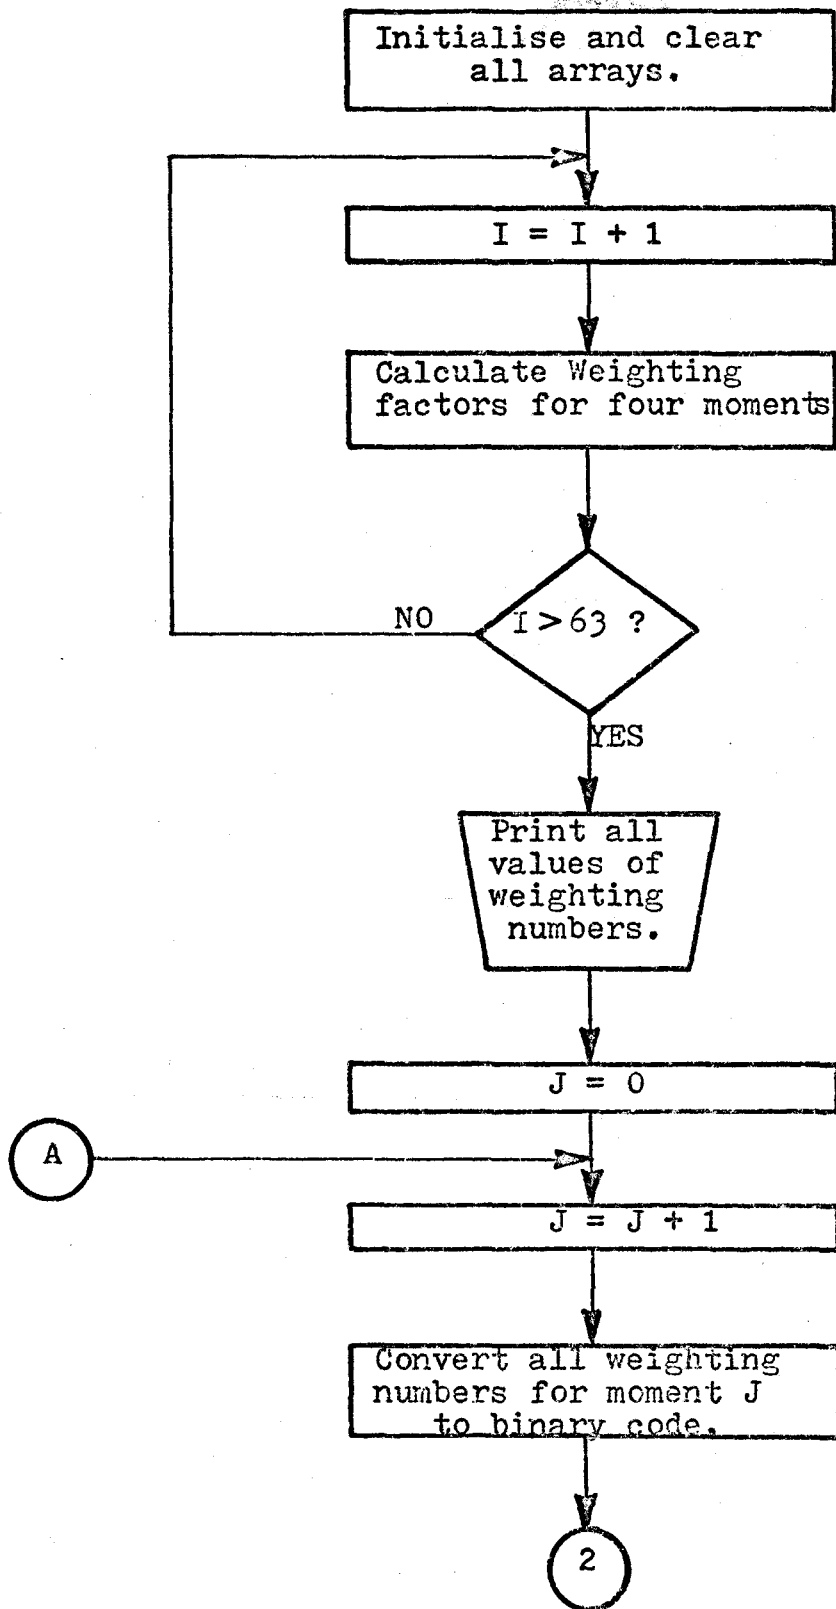 Initialise and clear
all arrays.
I = I + 1
Calculate Weighting
factors for four moments
I > 63 ?
NO
YES
Print all
values of
weighting
numbers.
J = 0
A
J = J + 1
Convert all weighting
numbers for moment J
to binary code.
2